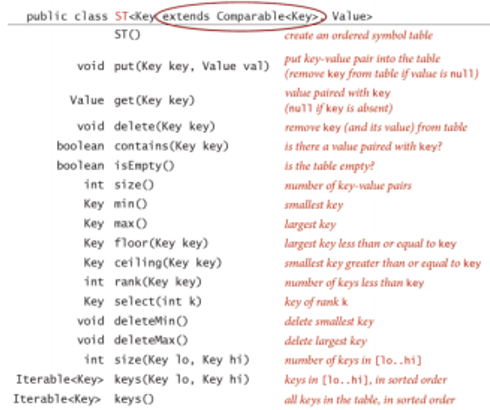 public class ST<Key extends Comparable<Key>, Value>
ST() create an ordered symbol table
void put(Key key, Value val) put key-value pair into the table
(remove key from table if value is null)
Value get(Key key) value paired with key
(null if key is absent)
void delete(Key key) remove key (and its value) from table
boolean contains(Key key) is there a value paired with key?
boolean isEmpty() is the table empty?
int size() number of key-value pairs
Key min() smallest key
Key max() largest key
Key floor(Key key) largest key less than or equal to key
Key ceiling(Key key) smallest key greater than or equal to key
int rank(Key key) number of keys less than key
Key select(int k) key of rank k
void deleteMin() delete smallest key
void deleteMax() delete largest key
int size(Key lo, Key hi) number of keys in [lo..hi]
Iterable<Key> keys(Key lo, Key hi) keys in [lo..hi], in sorted order
Iterable<Key> keys() all keys in the table, in sorted order